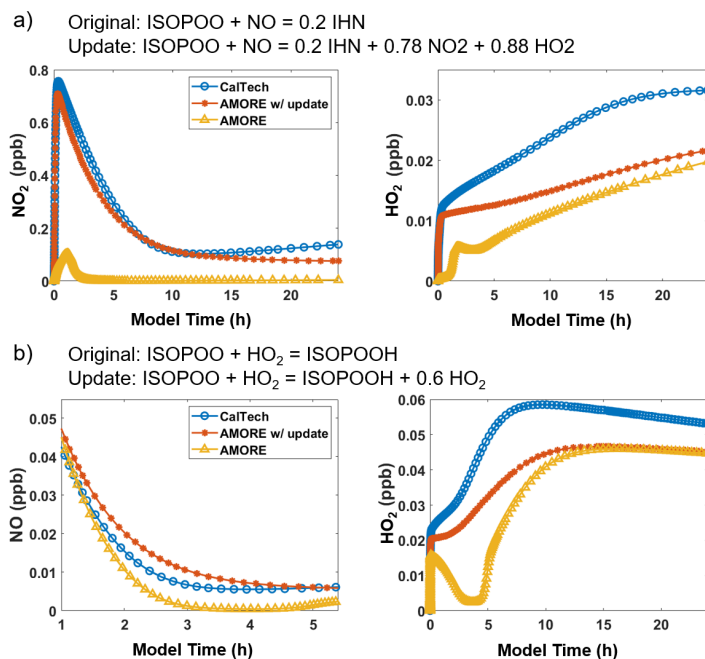 a)
Original: ISOPOO + NO = 0.2 IHN
Update: ISOPOO + NO = 0.2 IHN + 0.78 NO2 + 0.88 HO2
0.8
0.6
0.4
0.2
0
NO₂ (ppb)
CalTech
AMORE w/ update
AMORE
0 5 10 15 20
Model Time (h)
0.03
0.02
0.01
0
HO₂ (ppb)
0 5 10 15 20
Model Time (h)
b)
Original: ISOPOO + HO₂ = ISOPOOH
Update: ISOPOO + HO₂ = ISOPOOH + 0.6 HO₂
0.05
0.04
0.03
0.02
0.01
0
NO (ppb)
CalTech
AMORE w/ update
AMORE
1 2 3 4 5
Model Time (h)
0.06
0.05
0.04
0.03
0.02
0.01
0
HO₂ (ppb)
0 5 10 15 20
Model Time (h)